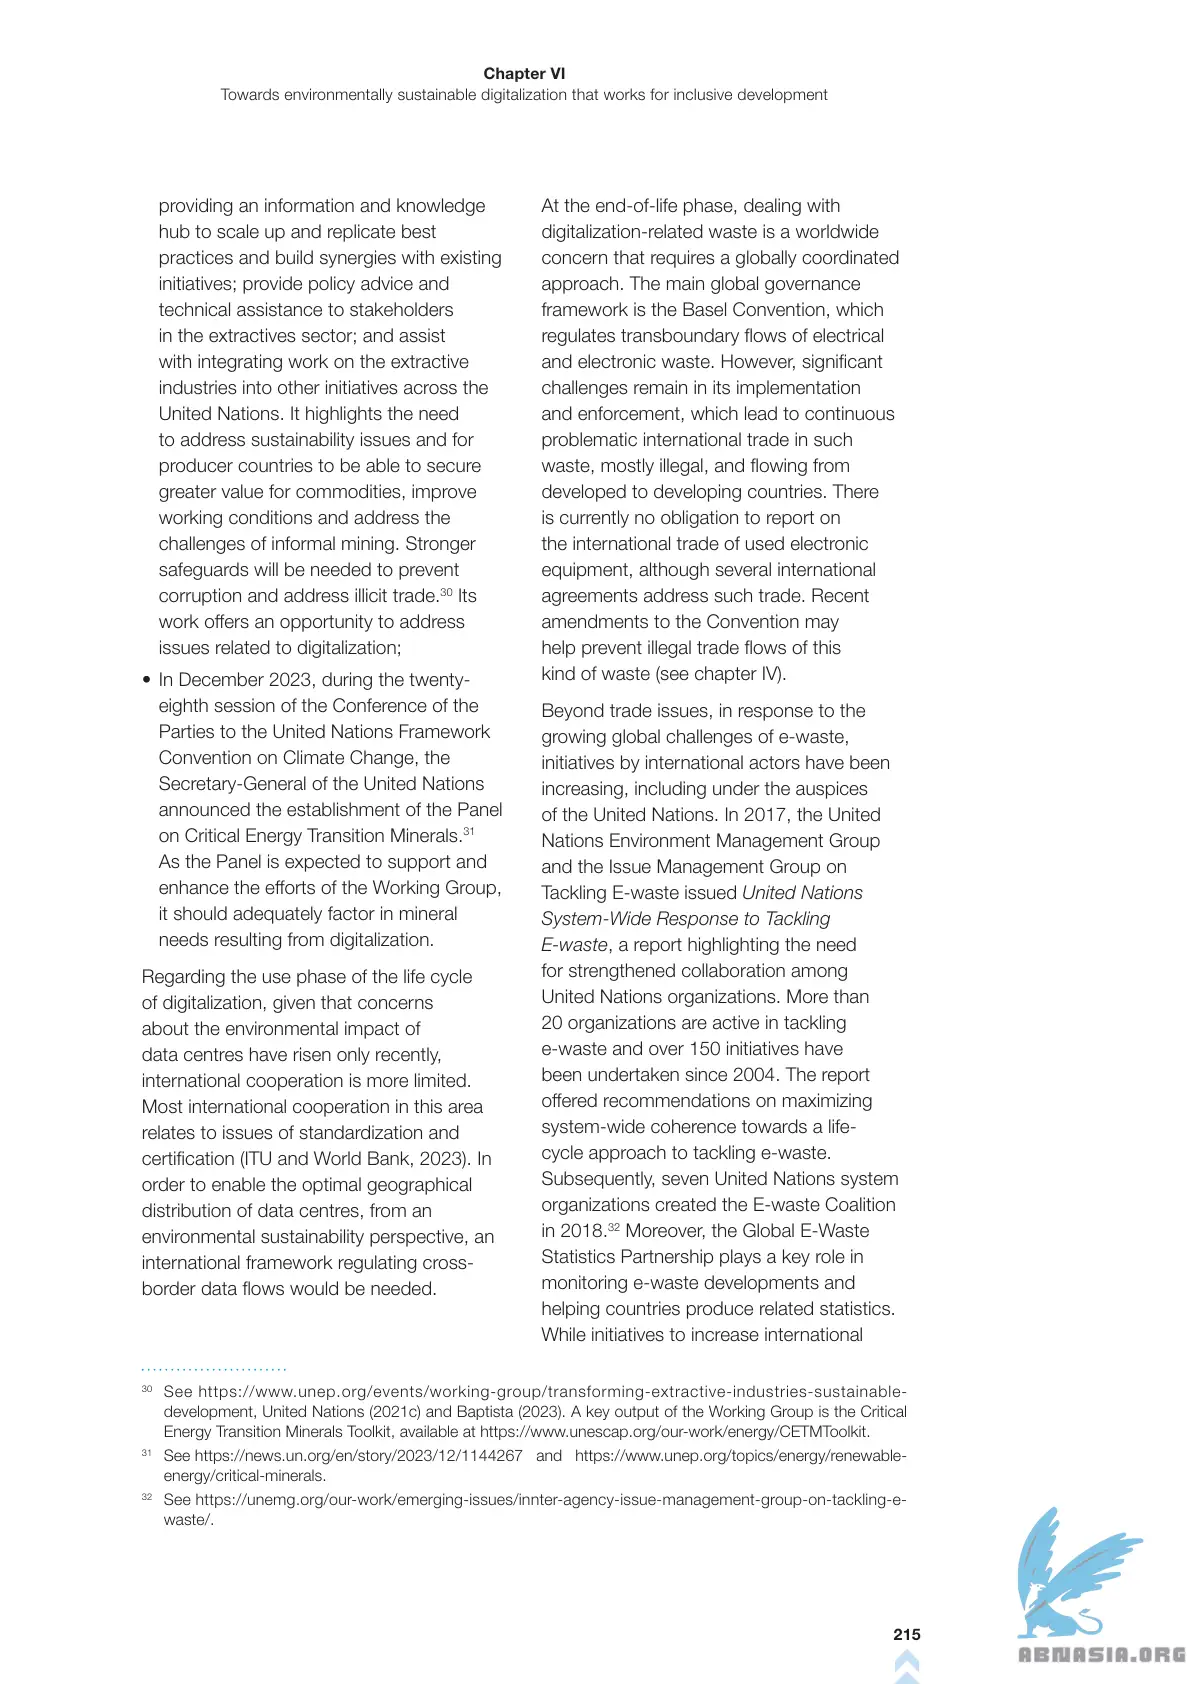 Chapter VI
Towards environmentally sustainable digitalization that works for inclusive development
providing an information and knowledge
hub to scale up and replicate best
practices and build synergies with existing
initiatives; provide policy advice and
technical assistance to stakeholders
in the extractives sector; and assist
with integrating work on the extractive
industries into other initiatives across the
United Nations. It highlights the need
to address sustainability issues and for
producer countries to be able to secure
greater value for commodities, improve
working conditions and address the
challenges of informal mining. Stronger
safeguards will be needed to prevent
corruption and address illicit trade.30 Its
work offers an opportunity to address
issues related to digitalization;
• In December 2023, during the twenty-
eighth session of the Conference of the
Parties to the United Nations Framework
Convention on Climate Change, the
Secretary-General of the United Nations
announced the establishment of the Panel
on Critical Energy Transition Minerals.31
As the Panel is expected to support and
enhance the efforts of the Working Group,
it should adequately factor in mineral
needs resulting from digitalization.
Regarding the use phase of the life cycle
of digitalization, given that concerns
about the environmental impact of
data centres have risen only recently,
international cooperation is more limited.
Most international cooperation in this area
relates to issues of standardization and
certification (ITU and World Bank, 2023). In
order to enable the optimal geographical
distribution of data centres, from an
environmental sustainability perspective, an
international framework regulating cross-
border data flows would be needed.
At the end-of-life phase, dealing with
digitalization-related waste is a worldwide
concern that requires a globally coordinated
approach. The main global governance
framework is the Basel Convention, which
regulates transboundary flows of electrical
and electronic waste. However, significant
challenges remain in its implementation
and enforcement, which lead to continuous
problematic international trade in such
waste, mostly illegal, and flowing from
developed to developing countries. There
is currently no obligation to report on
the international trade of used electronic
equipment, although several international
agreements address such trade. Recent
amendments to the Convention may
help prevent illegal trade flows of this
kind of waste (see chapter IV).
Beyond trade issues, in response to the
growing global challenges of e-waste,
initiatives by international actors have been
increasing, including under the auspices
of the United Nations. In 2017, the United
Nations Environment Management Group
and the Issue Management Group on
Tackling E-waste issued United Nations
System-Wide Response to Tackling
E-waste, a report highlighting the need
for strengthened collaboration among
United Nations organizations. More than
20 organizations are active in tackling
e-waste and over 150 initiatives have
been undertaken since 2004. The report
offered recommendations on maximizing
system-wide coherence towards a life-
cycle approach to tackling e-waste.
Subsequently, seven United Nations system
organizations created the E-waste Coalition
in 2018.32 Moreover, the Global E-Waste
Statistics Partnership plays a key role in
monitoring e-waste developments and
helping countries produce related statistics.
While initiatives to increase international
30 See https://www.unep.org/events/working-group/transforming-extractive-industries-sustainable-
development, United Nations (2021c) and Baptista (2023). A key output of the Working Group is the Critical
Energy Transition Minerals Toolkit, available at https://www.unescap.org/our-work/energy/CETMToolkit.
31 See https://news.un.org/en/story/2023/12/1144267 and https://www.unep.org/topics/energy/renewable-
energy/critical-minerals.
32 See https://unemg.org/our-work/emerging-issues/innter-agency-issue-management-group-on-tackling-e-
waste/.
215
ABNASIA.ORG